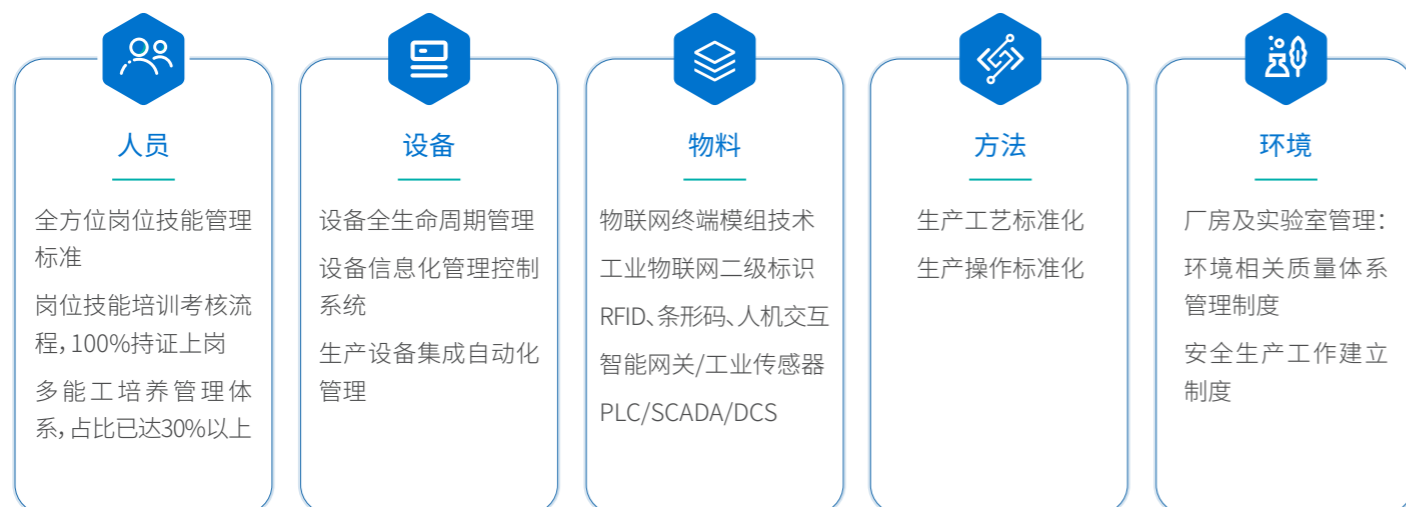 人员
全方位岗位技能管理
标准
岗位技能培训考核流
程，100%持证上岗
多能工培养管理体
系，占比已达30%以上
设备
设备全生命周期管理
设备信息化管理控制
系统
生产设备集成自动化
管理
物料
物联网终端模组技术
工业物联网二级标识
RFID、条形码、人机交互
智能网关/工业传感器
PLC/SCADA/DCS
方法
生产工艺标准化
生产操作标准化
环境
厂房及实验室管理：
环境相关质量体系
管理制度
安全生产工作建立
制度